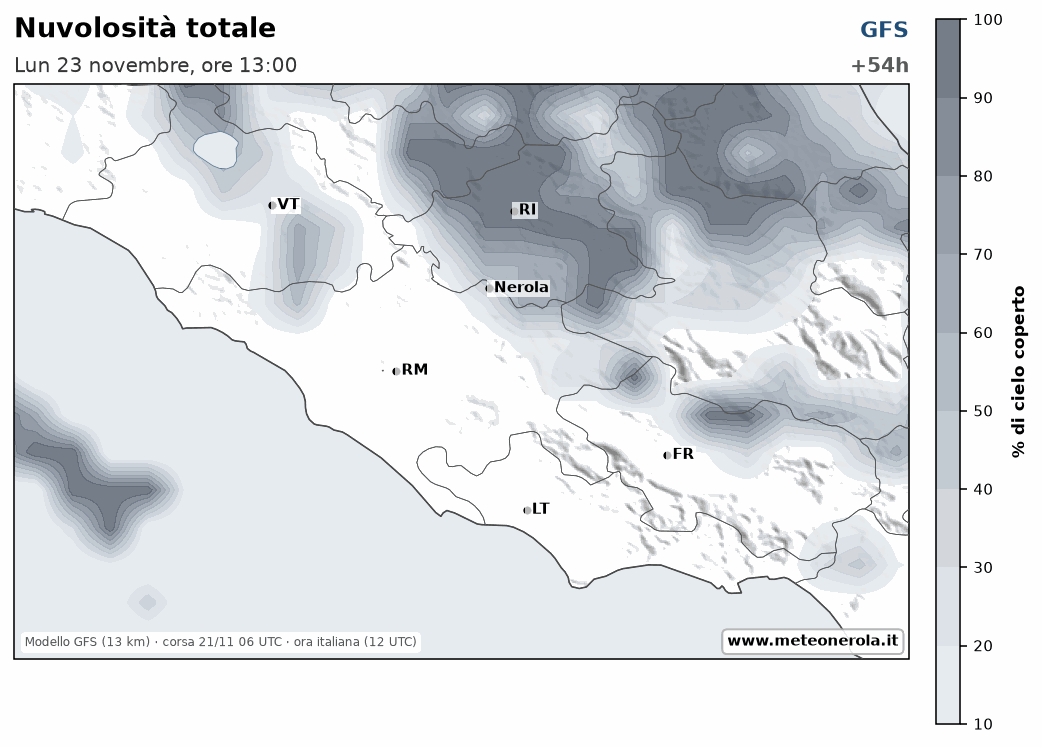 Nuvolosità totale
GFS
Lun 23 novembre, ore 13:00
+54h
100
90
80
70
60
50
40
30
20
10
% di cielo coperto
VT
RI
Nerola
RM
FR
LT
Modello GFS (13 km) · corsa 21/11 06 UTC · ora italiana (12 UTC)
www.meteonerola.it